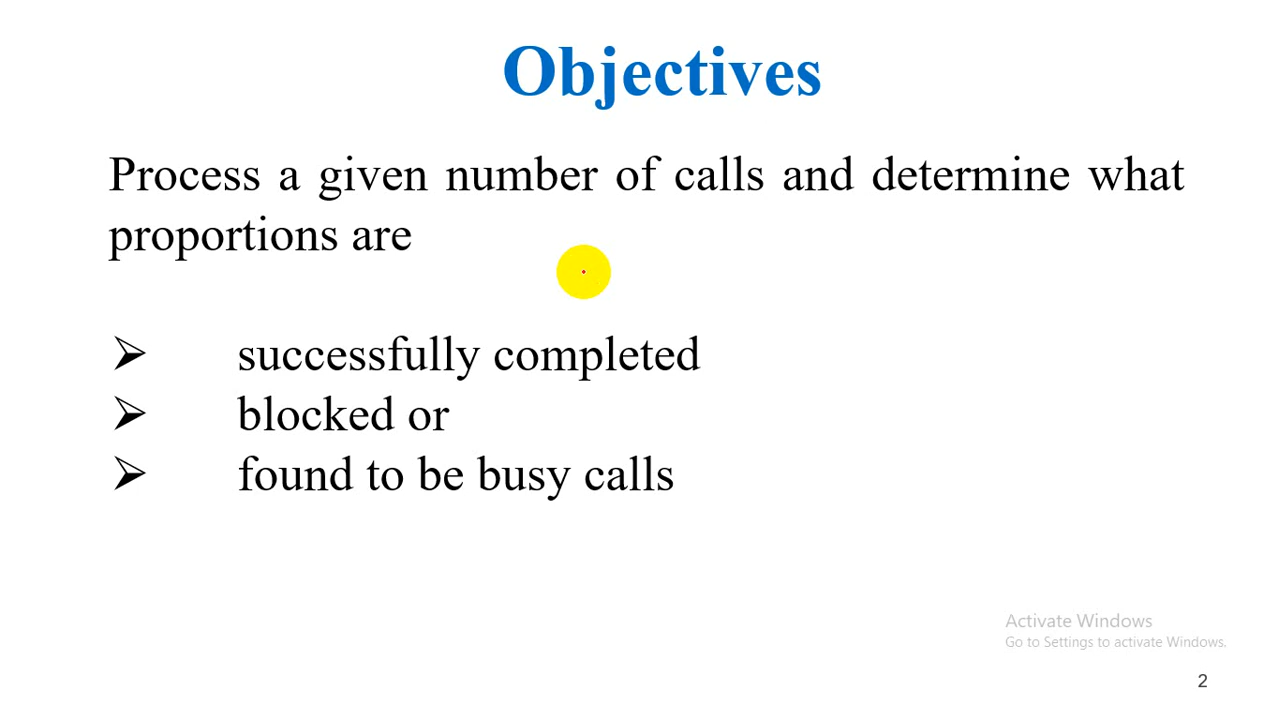 Objectives
Process a given number of calls and determine what
proportions are
➢ successfully completed
➢ blocked or
➢ found to be busy calls
Activate Windows
Go to Settings to activate Windows.
2